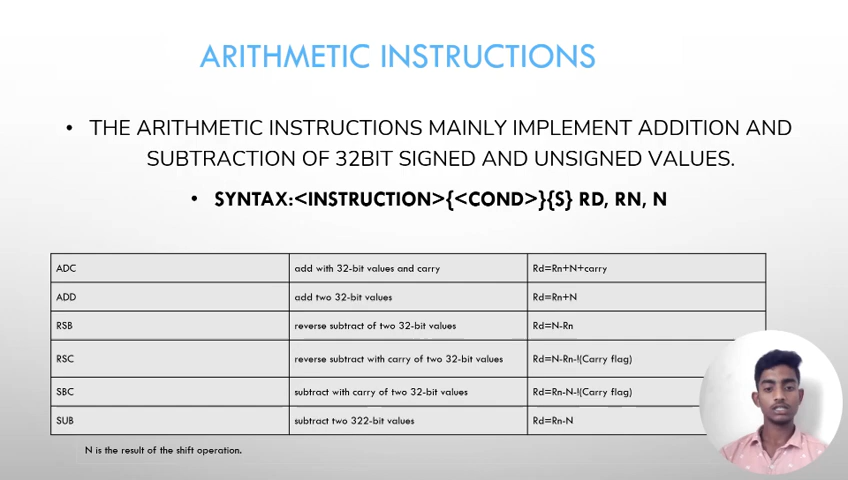 ARITHMETIC INSTRUCTIONS
• THE ARITHMETIC INSTRUCTIONS MAINLY IMPLEMENT ADDITION AND
SUBTRACTION OF 32BIT SIGNED AND UNSIGNED VALUES.
• SYNTAX:<INSTRUCTION>{<COND>}{S} RD, RN, N
ADC add with 32-bit values and carry Rd=Rn+N+carry
ADD add two 32-bit values Rd=Rn+N
RSB reverse subtract of two 32-bit values Rd=N-Rn
RSC reverse subtract with carry of two 32-bit values Rd=N-Rn-!(Carry flag)
SBC subtract with carry of two 32-bit values Rd=Rn-N-!(Carry flag)
SUB subtract two 322-bit values Rd=Rn-N
N is the result of the shift operation.